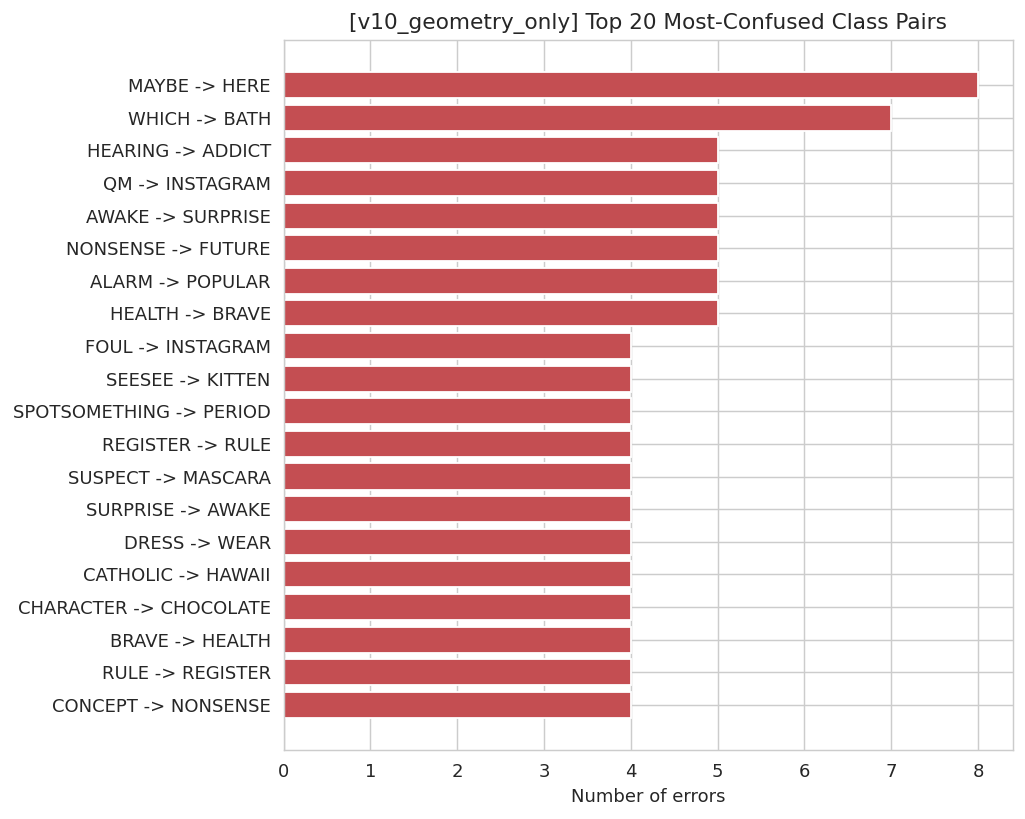 [v10_geometry_only] Top 20 Most-Confused Class Pairs
MAYBE -> HERE
WHICH -> BATH
HEARING -> ADDICT
QM -> INSTAGRAM
AWAKE -> SURPRISE
NONSENSE -> FUTURE
ALARM -> POPULAR
HEALTH -> BRAVE
FOUL -> INSTAGRAM
SEESEE -> KITTEN
SPOTSOMETHING -> PERIOD
REGISTER -> RULE
SUSPECT -> MASCARA
SURPRISE -> AWAKE
DRESS -> WEAR
CATHOLIC -> HAWAII
CHARACTER -> CHOCOLATE
BRAVE -> HEALTH
RULE -> REGISTER
CONCEPT -> NONSENSE
0 1 2 3 4 5 6 7 8
Number of errors